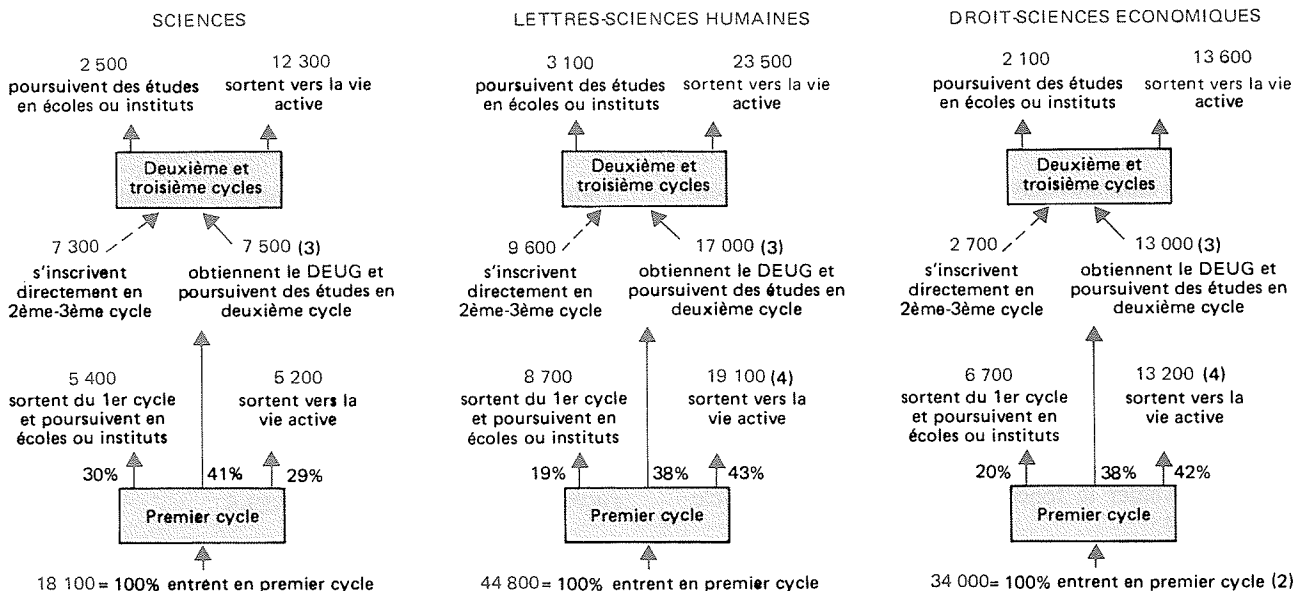 SCIENCES
2 500
poursuivent des études
en écoles ou instituts
12 300
sortent vers la vie
active
Deuxième et
troisième cycles
7 300
s'inscrivent
directement en
2ème-3ème cycle
7 500 (3)
obtiennent le DEUG et
poursuivent des études en
deuxième cycle
5 400
sortent du 1er cycle
et poursuivent en
écoles ou instituts
5 200
sortent vers la
vie active
30%
41%
29%
Premier cycle
18 100 = 100% entrent en premier cycle
LETTRES-SCIENCES HUMAINES
3 100
poursuivent des études
en écoles ou instituts
23 500
sortent vers la vie
active
Deuxième et
troisième cycles
9 600
s'inscrivent
directement en
2ème-3ème cycle
17 000 (3)
obtiennent le DEUG et
poursuivent des études en
deuxième cycle
8 700
sortent du 1er cycle
et poursuivent en
écoles ou instituts
19 100 (4)
sortent vers la
vie active
19%
38%
43%
Premier cycle
44 800 = 100% entrent en premier cycle
DROIT-SCIENCES ECONOMIQUES
2 100
poursuivent des études
en écoles ou instituts
13 600
sortent vers la vie
active
Deuxième et
troisième cycles
2 700
s'inscrivent
directement en
2ème-3ème cycle
13 000 (3)
obtiennent le DEUG et
poursuivent des études en
deuxième cycle
6 700
sortent du 1er cycle
et poursuivent en
écoles ou instituts
13 200 (4)
sortent vers la
vie active
20%
38%
42%
Premier cycle
34 000 = 100% entrent en premier cycle (2)